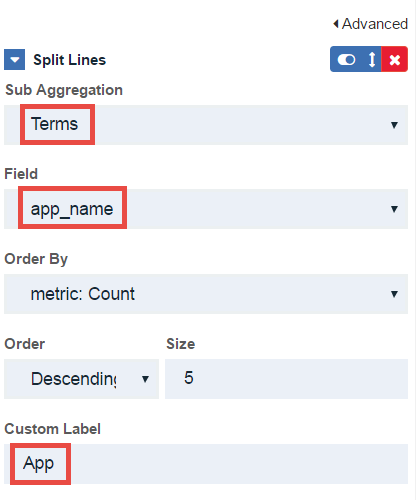 Advanced
Split Lines
Sub Aggregation
Terms
Field
app_name
Order By
metric: Count
Order Size
Descending 5
Custom Label
App